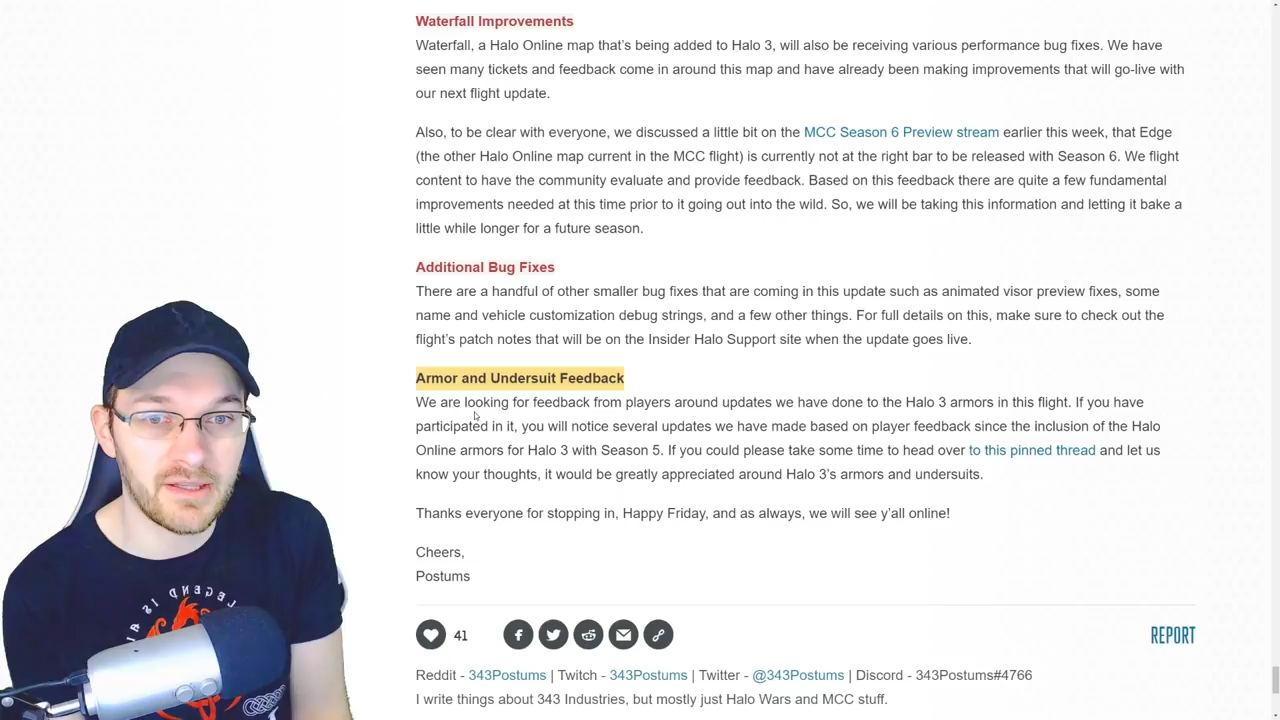 Waterfall Improvements
Waterfall, a Halo Online map that's being added to Halo 3, will also be receiving various performance bug fixes. We have
seen many tickets and feedback come in around this map and have already been making improvements that will go-live with
our next flight update.
Also, to be clear with everyone, we discussed a little bit on the MCC Season 6 Preview stream earlier this week, that Edge
(the other Halo Online map current in the MCC flight) is currently not at the right bar to be released with Season 6. We flight
content to have the community evaluate and provide feedback. Based on this feedback there are quite a few fundamental
improvements needed at this time prior to it going out into the wild. So, we will be taking this information and letting it bake a
little while longer for a future season.
Additional Bug Fixes
There are a handful of other smaller bug fixes that are coming in this update such as animated visor preview fixes, some
name and vehicle customization debug strings, and a few other things. For full details on this, make sure to check out the
flight's patch notes that will be on the Insider Halo Support site when the update goes live.
Armor and Undersuit Feedback
We are looking for feedback from players around updates we have done to the Halo 3 armors in this flight. If you have
participated in it, you will notice several updates we have made based on player feedback since the inclusion of the Halo
Online armors for Halo 3 with Season 5. If you could please take some time to head over to this pinned thread and let us
know your thoughts, it would be greatly appreciated around Halo 3's armors and undersuits.
Thanks everyone for stopping in, Happy Friday, and as always, we will see y'all online!
Cheers,
Postums
41
REPORT
Reddit - 343Postums | Twitch - 343Postums | Twitter - @343Postums | Discord - 343Postums#4766
I write things about 343 Industries, but mostly just Halo Wars and MCC stuff.
LEGEND IS